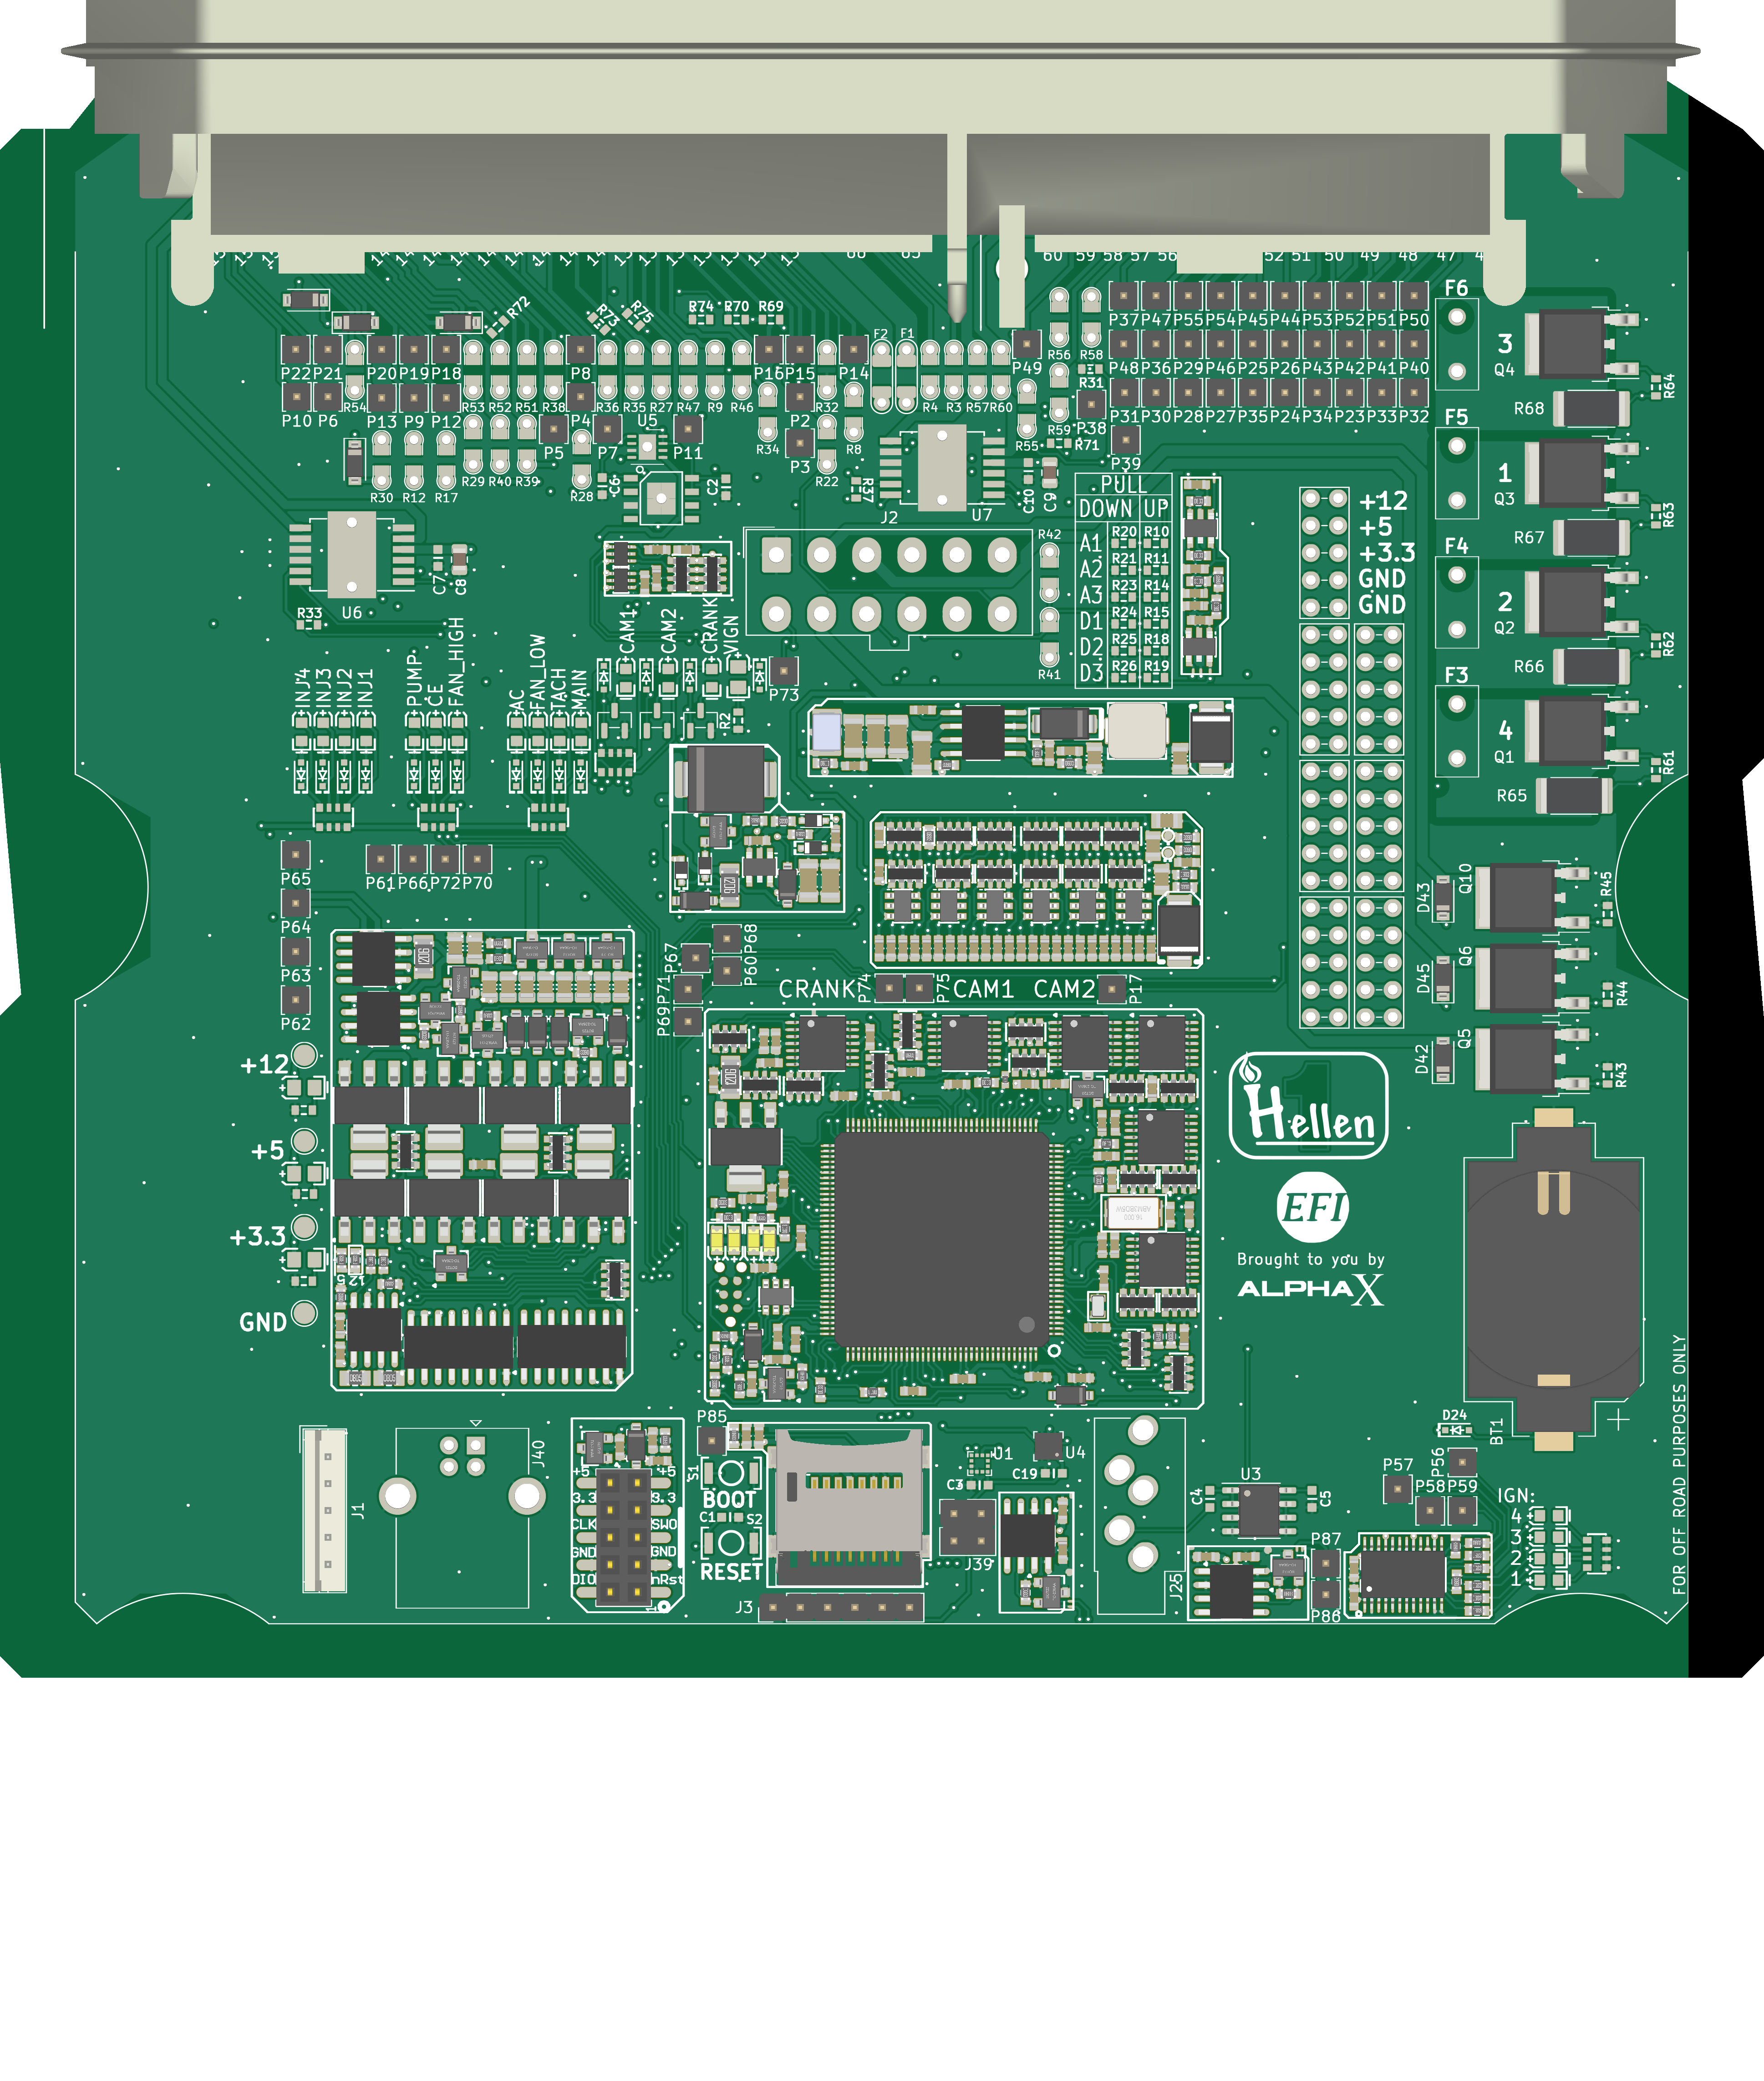 60 59 58 57 56 52 51 50 49 48 47
F6
P37 P47 P55 P54 P45 P44 P53 P52 P51 P50
R72 R73 R75 R74 R70 R69
F2 F1
R56 R58
P22 P21 P20 P19 P18 P8 P16 P15 P14 P49
P48 P36 P29 P46 P25 P26 P42 P41 P40
3
Q4
R64
R31
R54 R53 R52 R51 R38 R36 R35 R27 R47 R9 R46 R32 R4 R3 R57 R60
P10 P6 P13 P9 P12 P4 P2
P31 P30 P28 P27 P35 P24 P34 P23 P33 P32
R68
P38
R59
R71
F5
P5 P7 U5 P11 R34 P3 R8 R55 P39
1
Q3
R63
R30 R12 R17 R29 R40 R39 R28 C6 C2 R22 R37
C10 C9
PULL
DOWN UP
J2 U7
R42
R20 R10
A1
R21 R11
A2
R23 R14
A3
R24 R15
D1
R25 R18
D2
R26 R19
D3
R41
+12
+5
+3.3
GND
GND
R67
F4
2
Q2
R62
R66
F3
4
Q1
R61
R65
U6
C7 C8
R33
CAM1 CAM2 CRANK VIGN
P73
R2
INJ4 INJ3 INJ2 INJ1
PUMP CE FAN_HIGH
AC FAN_LOW TACH MAIN
P65
P61 P66 P72 P70
P64
P63
P62
1206
1206
P67 P68
P60
P71
P69
CRANK P74 P75 CAM1 CAM2 P17
D43 Q10 R45
D45 Q6 R44
D42 Q5 R43
+12
+5
+3.3
GND
1206
16.000
125
0805 0805
1
Hellen
EFI
Brought to you by
ALPHAX
FOR OFF ROAD PURPOSES ONLY
J1
J40
+5 +5
3.3 3.3
CLK SWO
GND GND
DIO nRst
1
P85
S1
BOOT
C1 S2
RESET
J3
U1 U4
C3 C19
J39
J25
C4 U3 C5
P87
P86
D24
BT1
P57 P56
P58 P59
IGN:
4
3
2
1